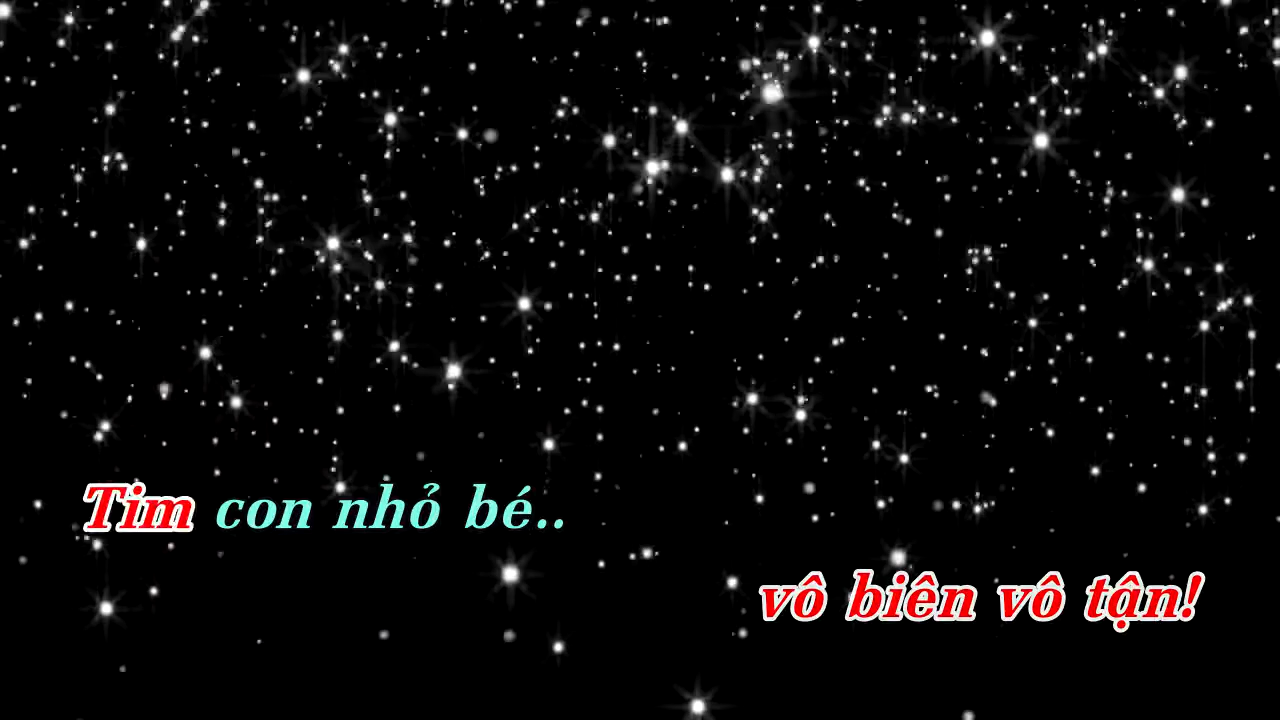 Tim con nhỏ bé..
vô biên vô tận!